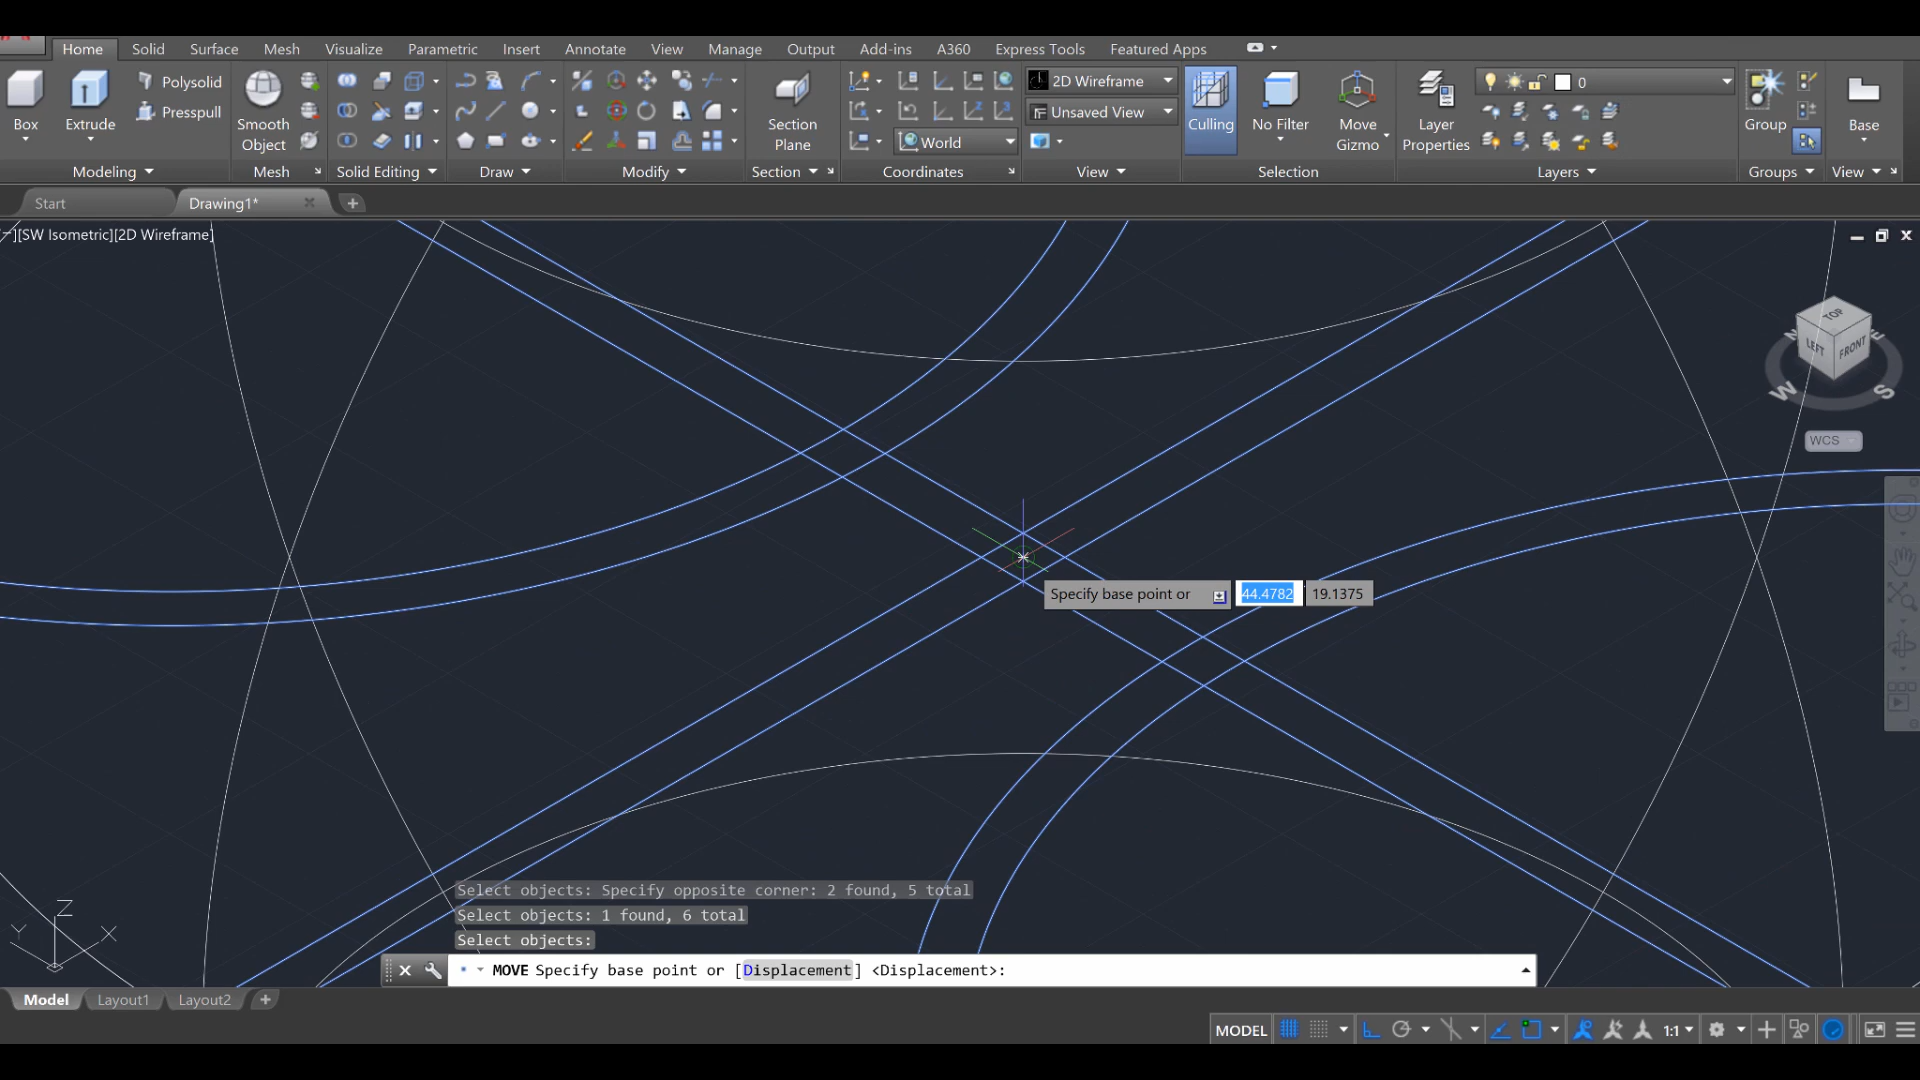 Home Solid Surface Mesh Visualize Parametric Insert Annotate View Manage Output Add-ins A360 Express Tools Featured Apps
Box
Extrude
Polysolid
Presspull
Smooth
Object
Section
Plane
2D Wireframe
Unsaved View
World
Culling
No Filter
Move
Gizmo
Layer
Properties
0
Group
Base
Modeling Mesh Solid Editing Draw Modify Section Coordinates View Selection Layers Groups View
Start Drawing1*
[SW Isometric][2D Wireframe]
TOP
LEFT FRONT
N E
W S
WCS
Specify base point or 44.4782 19.1375
Select objects: Specify opposite corner: 2 found, 5 total
Select objects: 1 found, 6 total
Select objects:
Z
Y X
MOVE Specify base point or [Displacement] <Displacement>:
Model Layout1 Layout2
MODEL 1:1